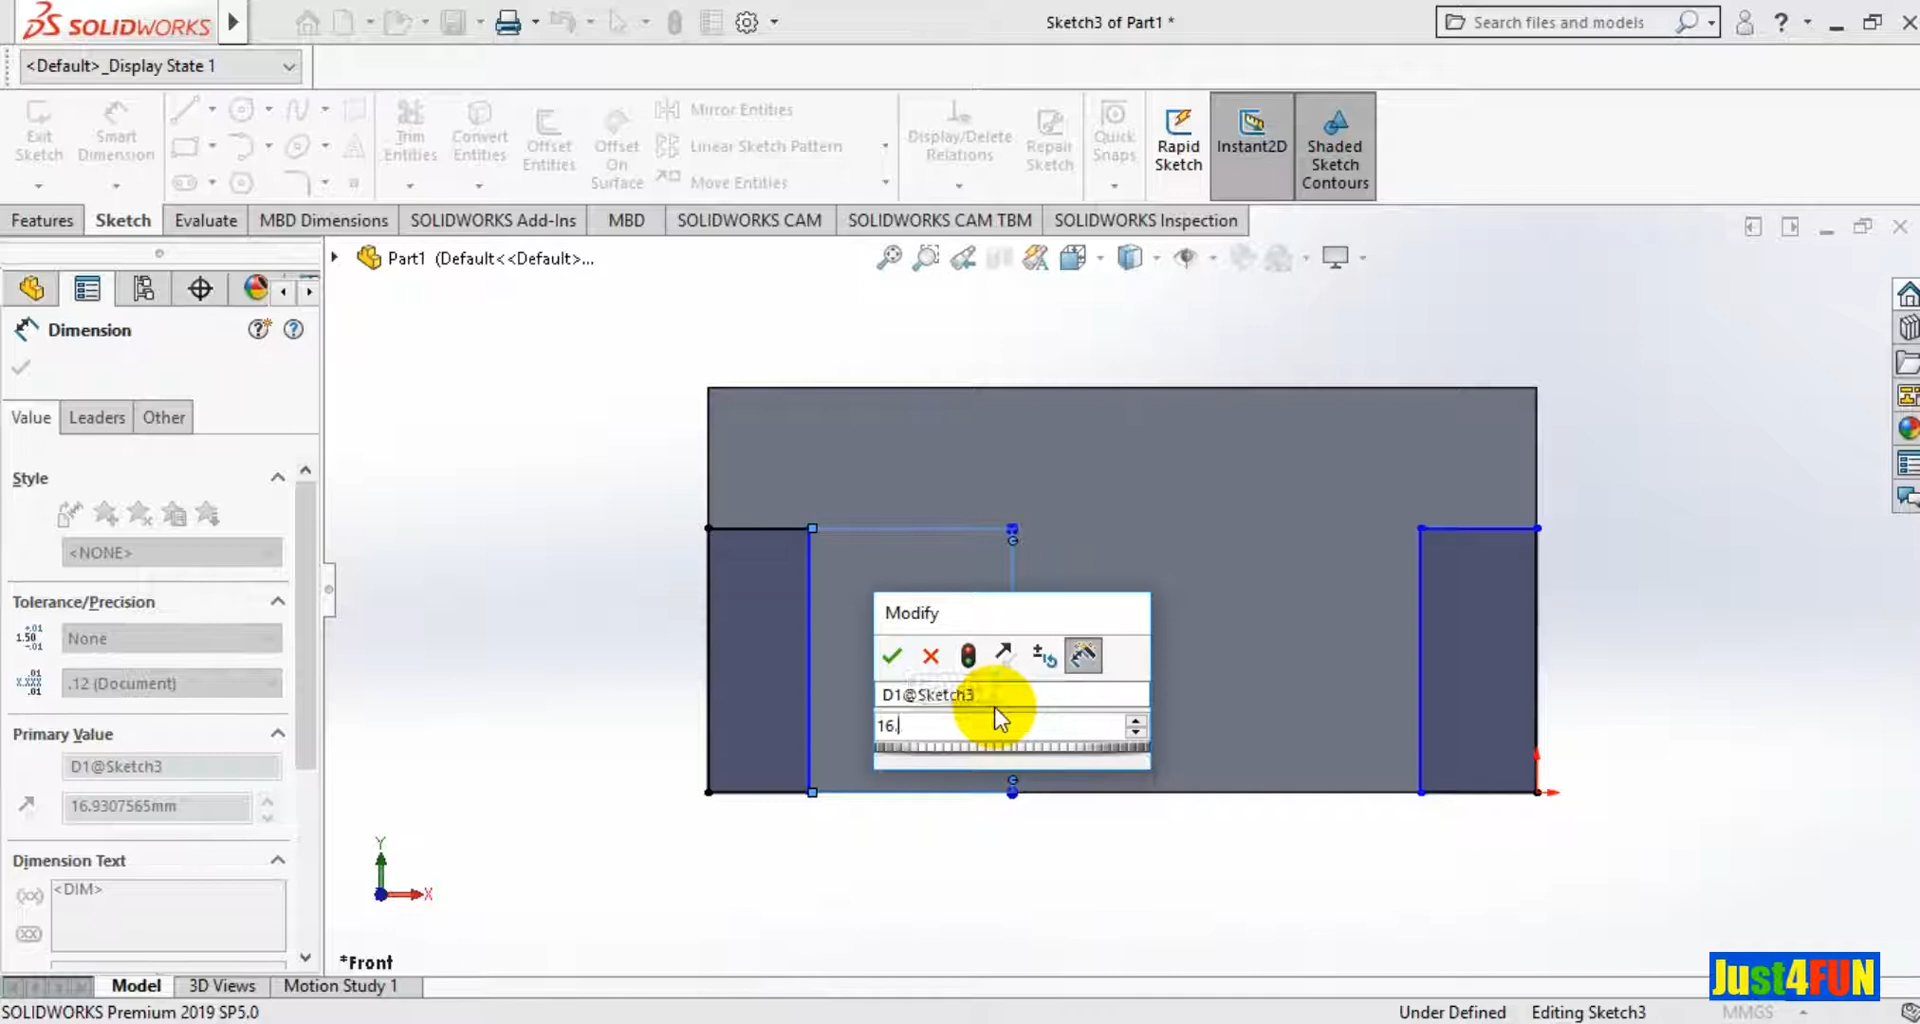 SOLIDWORKS
Sketch3 of Part1 *
Search files and models
?
<Default>_Display State 1
Exit Sketch
Smart Dimension
Trim Entities
Convert Entities
Offset Entities
Offset On Surface
Mirror Entities
Linear Sketch Pattern
Move Entities
Display/Delete Relations
Repair Sketch
Quick Snaps
Rapid Sketch
Instant2D
Shaded Sketch Contours
Features
Sketch
Evaluate
MBD Dimensions
SOLIDWORKS Add-Ins
MBD
SOLIDWORKS CAM
SOLIDWORKS CAM TBM
SOLIDWORKS Inspection
Part1 (Default<<Default>...
Dimension
Value
Leaders
Other
Style
<NONE>
Tolerance/Precision
None
.12 (Document)
Primary Value
D1@Sketch3
16.9307565mm
Dimension Text
<DIM>
Modify
D1@Sketch3
16.
Y
X
*Front
Model
3D Views
Motion Study 1
Just4FUN
SOLIDWORKS Premium 2019 SP5.0
Under Defined
Editing Sketch3
MMGS